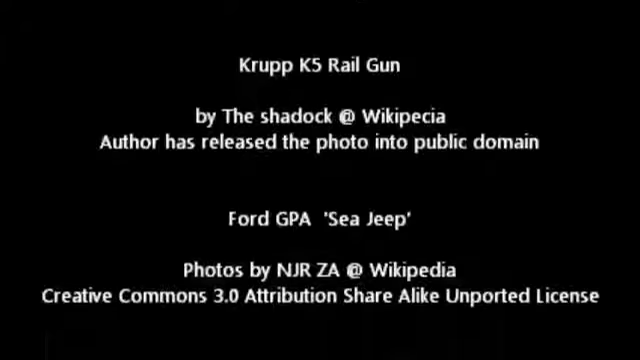 Krupp K5 Rail Gun
by The shadock @ Wikipecia
Author has released the photo into public domain
Ford GPA 'Sea Jeep'
Photos by NJR ZA @ Wikipedia
Creative Commons 3.0 Attribution Share Alike Unported License